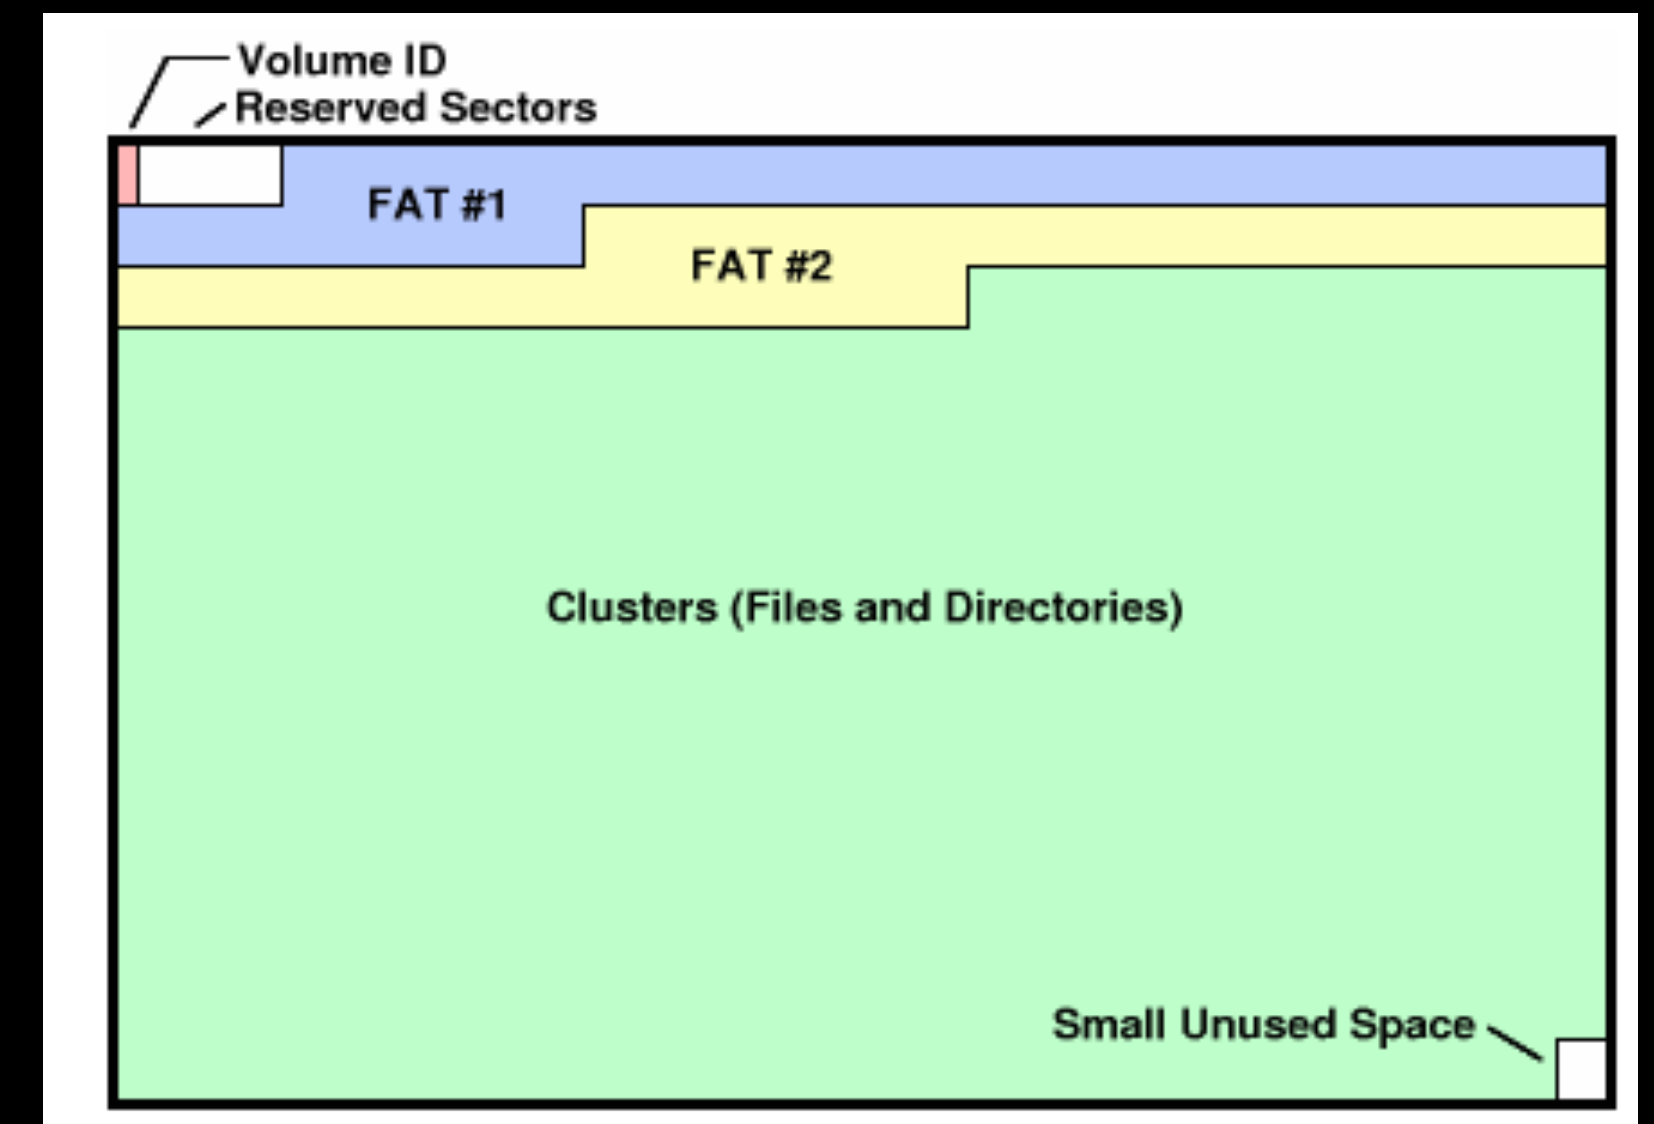 Volume ID
Reserved Sectors
FAT #1
FAT #2
Clusters (Files and Directories)
Small Unused Space